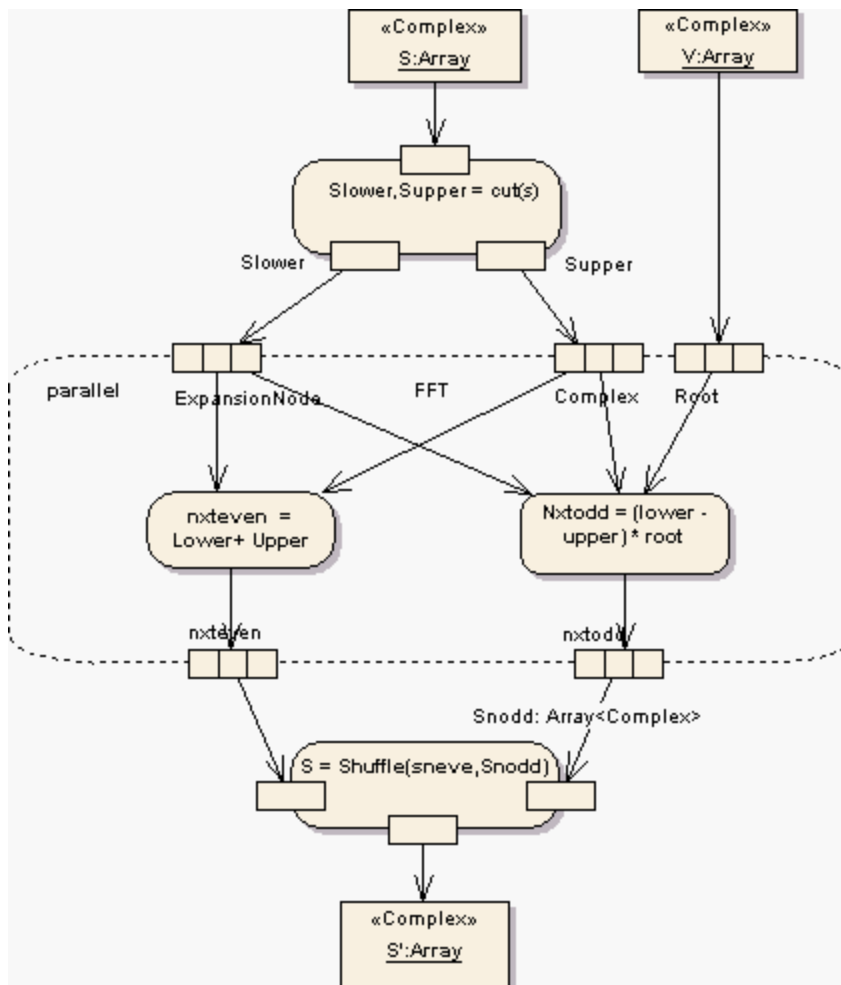 «Complex»
S:Array
«Complex»
V:Array
Slower,Supper = cut(s)
Slower
Supper
parallel
ExpansionNode
FFT
Complex
Root
nxteven =
Lower+ Upper
Nxtodd = (lower -
upper) * root
nxteven
nxtodd
Snodd: Array<Complex>
S = Shuffle(sneve,Snodd)
«Complex»
S':Array